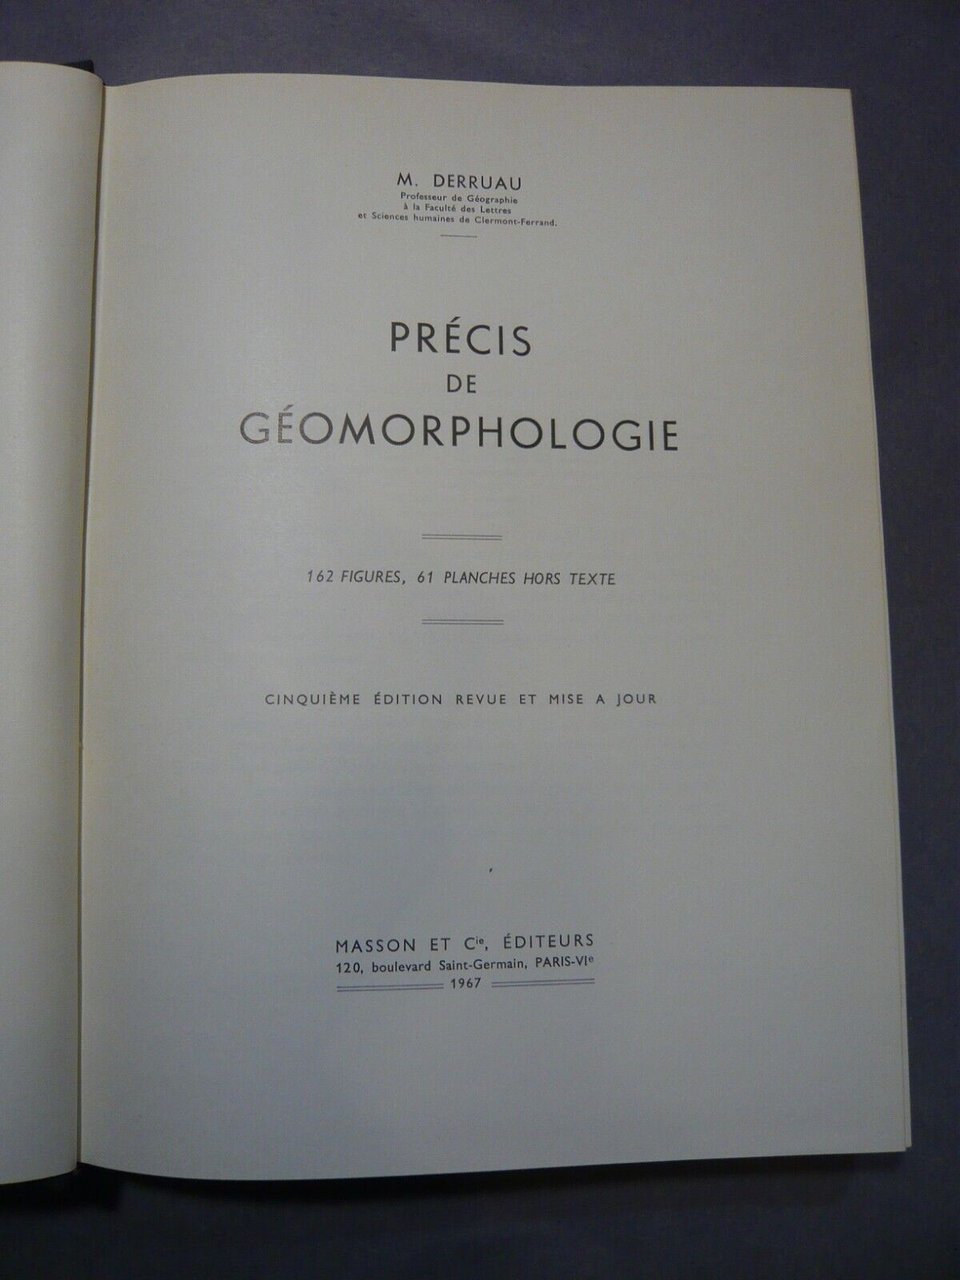 M. DERRUAU
Professeur de Géographie
à la Faculté des Lettres
et Sciences humaines de Clermont-Ferrand.
PRÉCIS
DE
GÉOMORPHOLOGIE
162 FIGURES, 61 PLANCHES HORS TEXTE
CINQUIÈME ÉDITION REVUE ET MISE A JOUR
MASSON ET Cie, ÉDITEURS
120, boulevard Saint-Germain, PARIS-VIe
1967